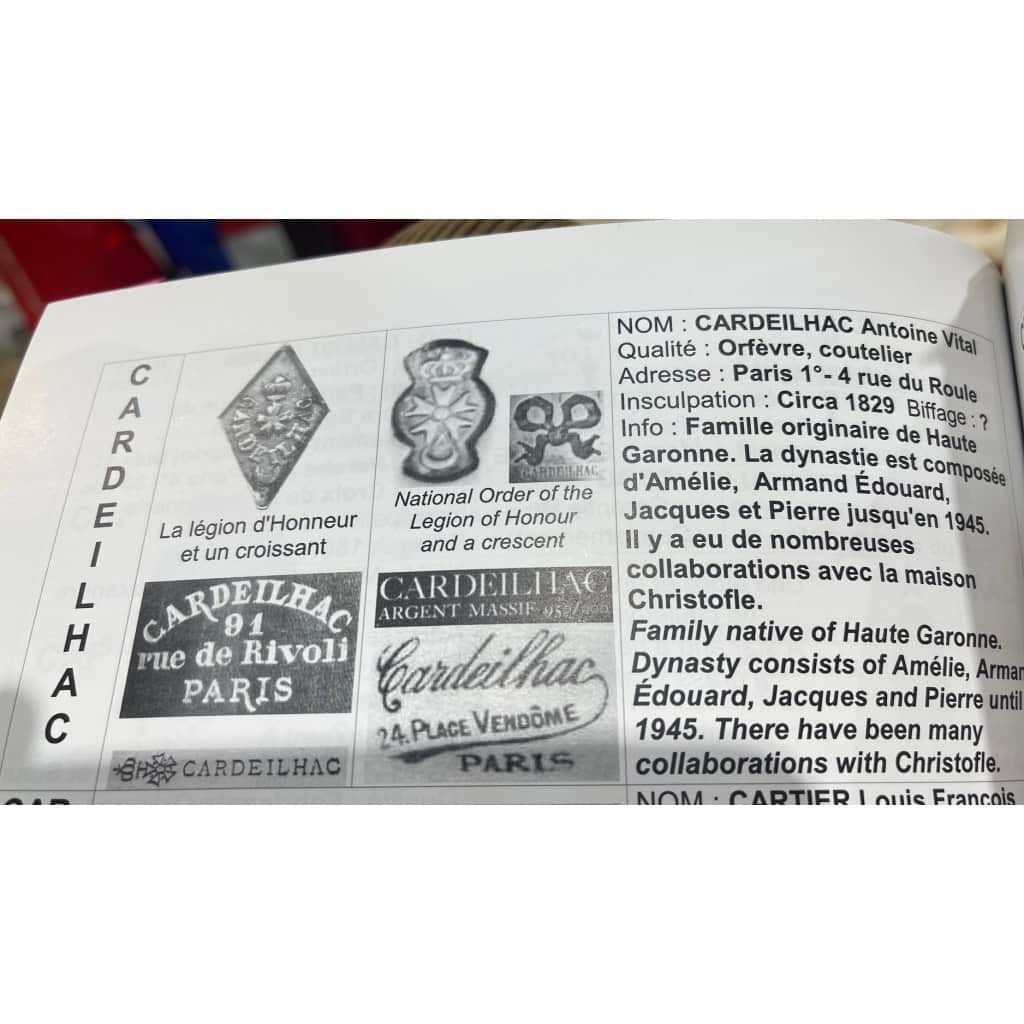 CARDEILHAC
CARDEILHAC
La légion d'Honneur
et un croissant
CARDEILHAC
National Order of the
Legion of Honour
and a crescent
NOM : CARDEILHAC Antoine Vital
Qualité : Orfèvre, coutelier
Adresse : Paris 1°- 4 rue du Roule
Insculpation : Circa 1829 Biffage : ?
Info : Famille originaire de Haute
Garonne. La dynastie est composée
d'Amélie, Armand Édouard,
Jacques et Pierre jusqu'en 1945.
Il y a eu de nombreuses
collaborations avec la maison
Christofle.
Family native of Haute Garonne.
Dynasty consists of Amélie, Arman
Édouard, Jacques and Pierre until
1945. There have been many
collaborations with Christofle.
CARDEILHAC
91
rue de Rivoli
PARIS
CARDEILHAC
CARDEILHAC
ARGENT MASSIF
Cardeilhac
24, PLACE VENDÔME
PARIS
NOM : CARTIER Louis François